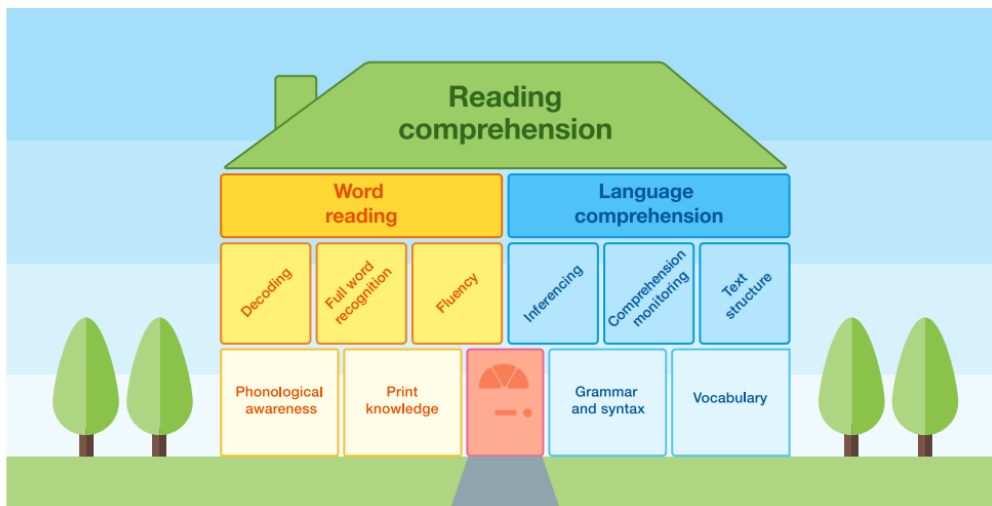 Reading
comprehension
Word
reading
Language
comprehension
Decoding
Full word
recognition
Fluency
Inferencing
Comprehension
monitoring
Text
structure
Phonological
awareness
Print
knowledge
Grammar
and syntax
Vocabulary